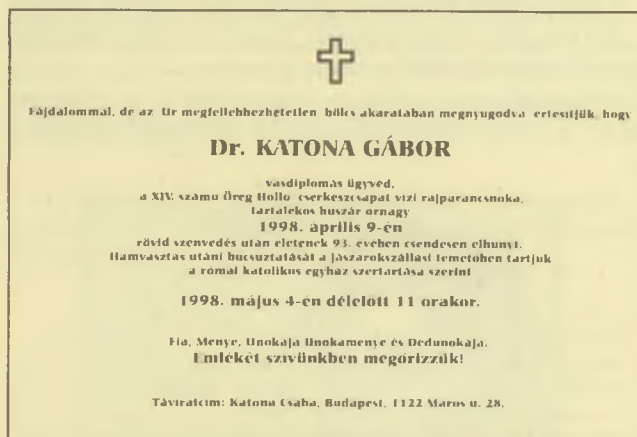 Fájdalommal, de az Úr megfellebbezhetetlen bölcs akaratában megnyugodva értesítjük, hogy
Dr. KATONA GÁBOR
vasdiplomás ügyvéd,
a XIV. számú Öreg Holló cserkészcsapat vízi rajparancsnoka,
tartalékos huszár őrnagy
1998. április 9-én
rövid szenvedés után életének 93. évében csendesen elhunyt.
Hamvasztás utáni búcsúztatását a jászárokszállási temetőben tartjuk
a római katolikus egyház szertartása szerint
1998. május 4-én délelőtt 11 órakor.
Fia, Menye, Unokája Unokamenye és Dédunokája.
Emlékét szívünkben megőrizzük!
Táviratcím: Katona Csaba, Budapest, 1122 Maros u. 28.